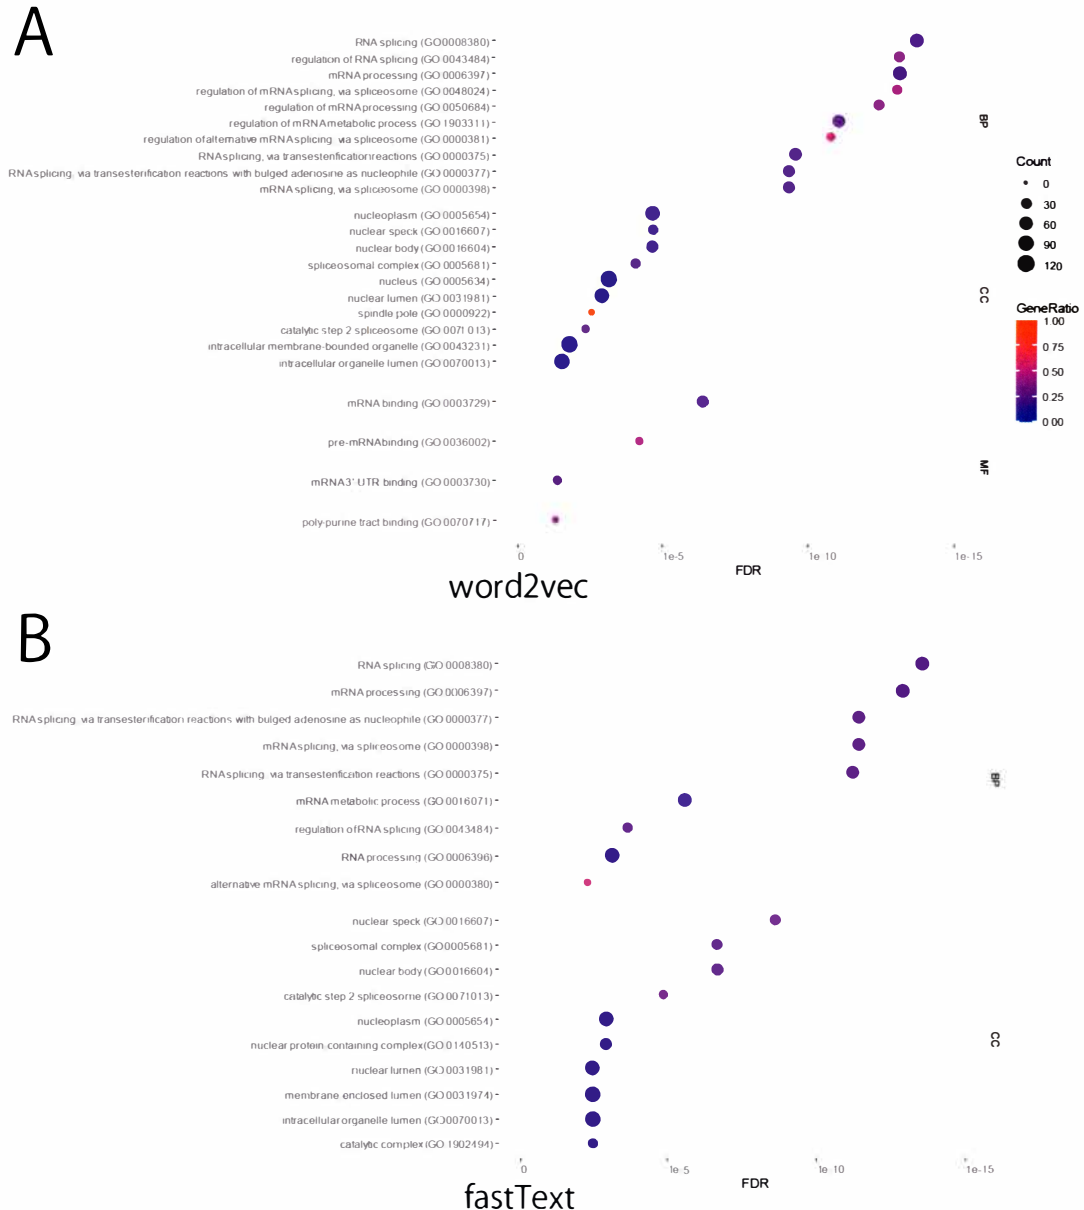 A
RNA splicing (GO0008380)
regulation of RNA splicing (GO 0043484)
mRNA processing (GO 0006397)
regulation of mRNA splicing, via spliceosome (GO 0048024)
regulation of mRNA processing (GO 0050684)
regulation of mRNA metabolic process (GO 1903311)
regulation of alternative mRNA splicing via spliceosome (GO 0000381)
RNA splicing, via transesterification reactions (GO 0000375)
RNA splicing, via transesterification reactions with bulged adenosine as nucleophile (GO 0000377)
mRNA splicing, via spliceosome (GO 0000398)
BP
nucleoplasm (GO 0005654)
nuclear speck (GO 0016607)
nuclear body (GO 0016604)
spliceosomal complex (GO 0005681)
nucleus (GO 0005634)
nuclear lumen (GO 0031981)
spindle pole (GO 0000922)
catalytic step 2 spliceosome (GO 0071013)
intracellular membrane-bounded organelle (GO 0043231)
intracellular organelle lumen (GO 0070013)
CC
mRNA binding (GO 0003729)
pre-mRNA binding (GO 0036002)
mRNA 3' UTR binding (GO 0003730)
poly-purine tract binding (GO 0070717)
MF
Count
0
30
60
90
120
GeneRatio
1 00
0 75
0 50
0 25
0 00
0 1e-5 1e-10 1e-15
FDR
word2vec
B
RNA splicing (GO 0008380)
mRNA processing (GO 0006397)
RNA splicing via transesterification reactions with bulged adenosine as nucleophile (GO 0000377)
mRNA splicing, via spliceosome (GO 0000398)
RNA splicing via transesterification reactions (GO 0000375)
mRNA metabolic process (GO 0016071)
regulation of RNA splicing (GO 0043484)
RNA processing (GO 0006396)
alternative mRNA splicing, via spliceosome (GO 0000380)
BP
nuclear speck (GO 0016607)
spliceosomal complex (GO 0005681)
nuclear body (GO 0016604)
catalytic step 2 spliceosome (GO 0071013)
nucleoplasm (GO 0005654)
nuclear protein containing complex (GO 0140513)
nuclear lumen (GO 0031981)
membrane enclosed lumen (GO 0031974)
intracellular organelle lumen (GO 0070013)
catalytic complex (GO 1902494)
CC
0 1e-5 1e-10 1e-15
FDR
fastText